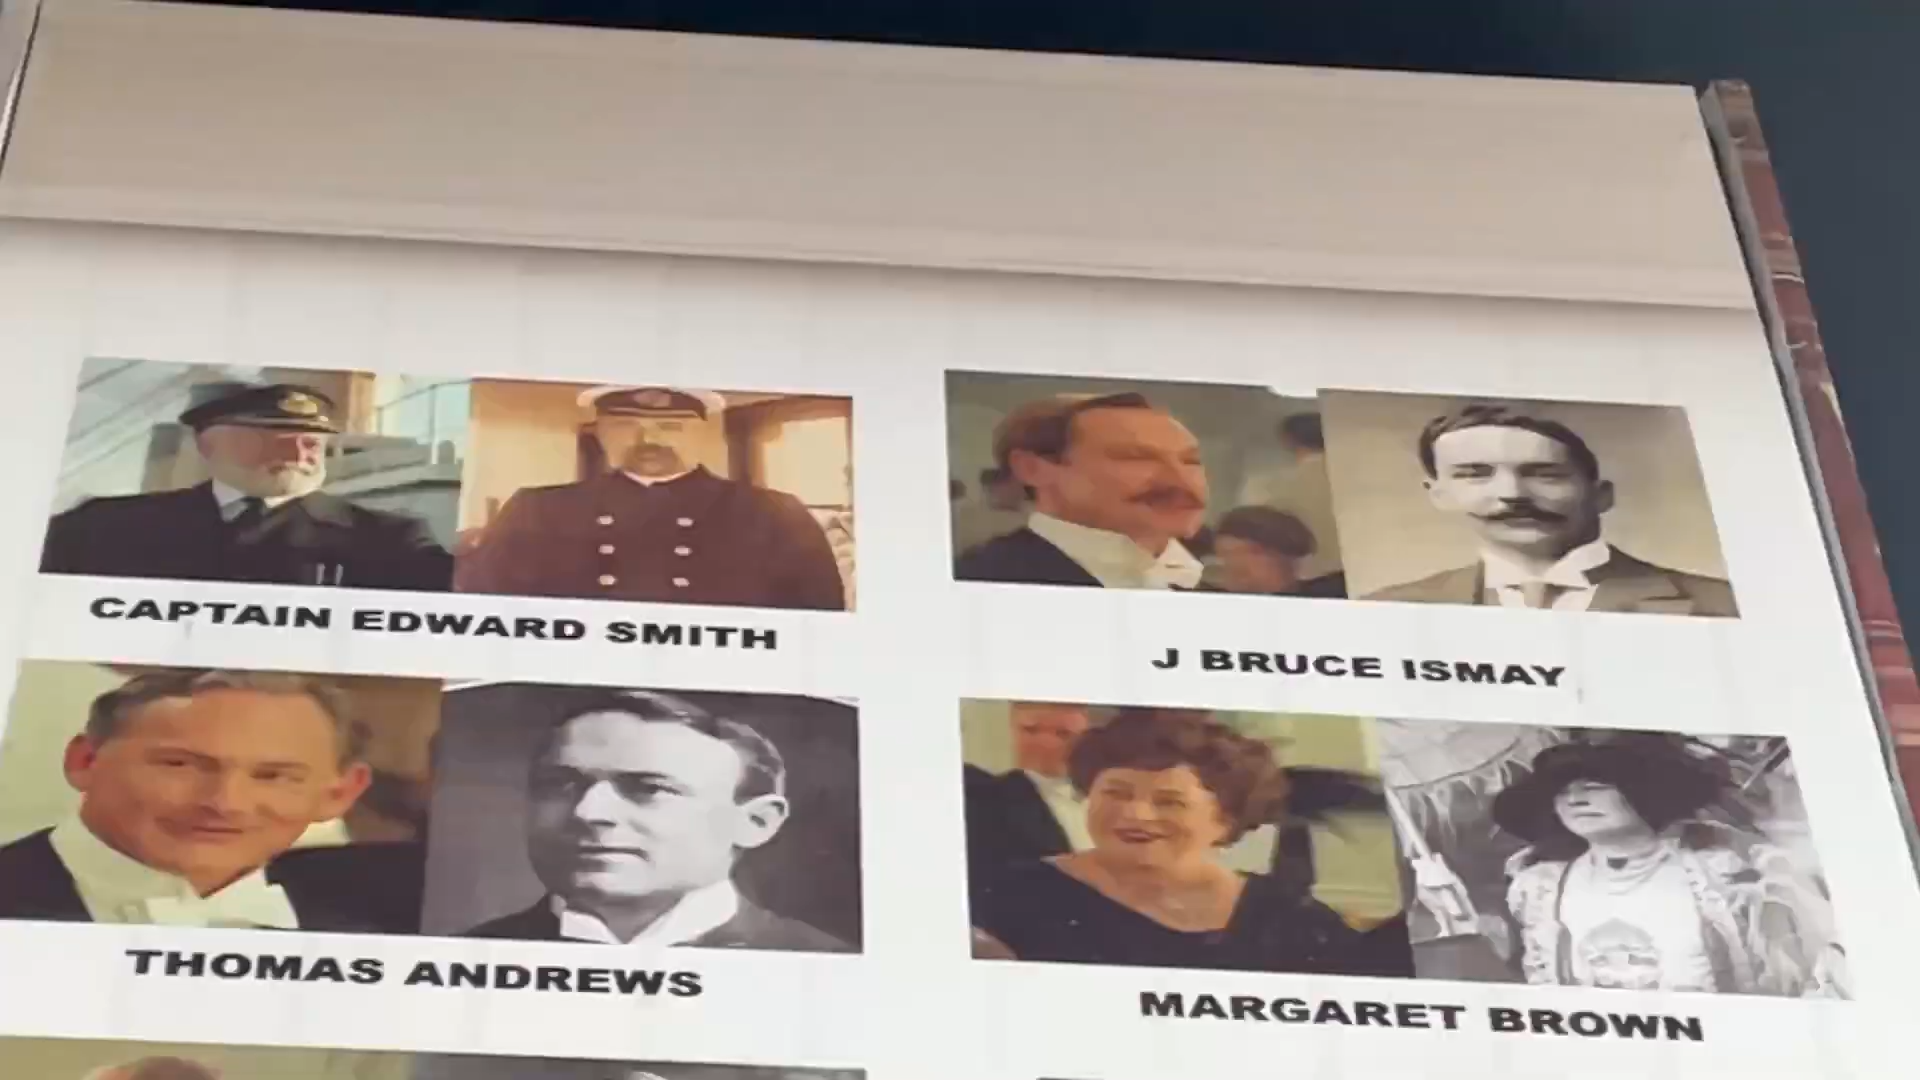 CAPTAIN EDWARD SMITH
J BRUCE ISMAY
THOMAS ANDREWS
MARGARET BROWN